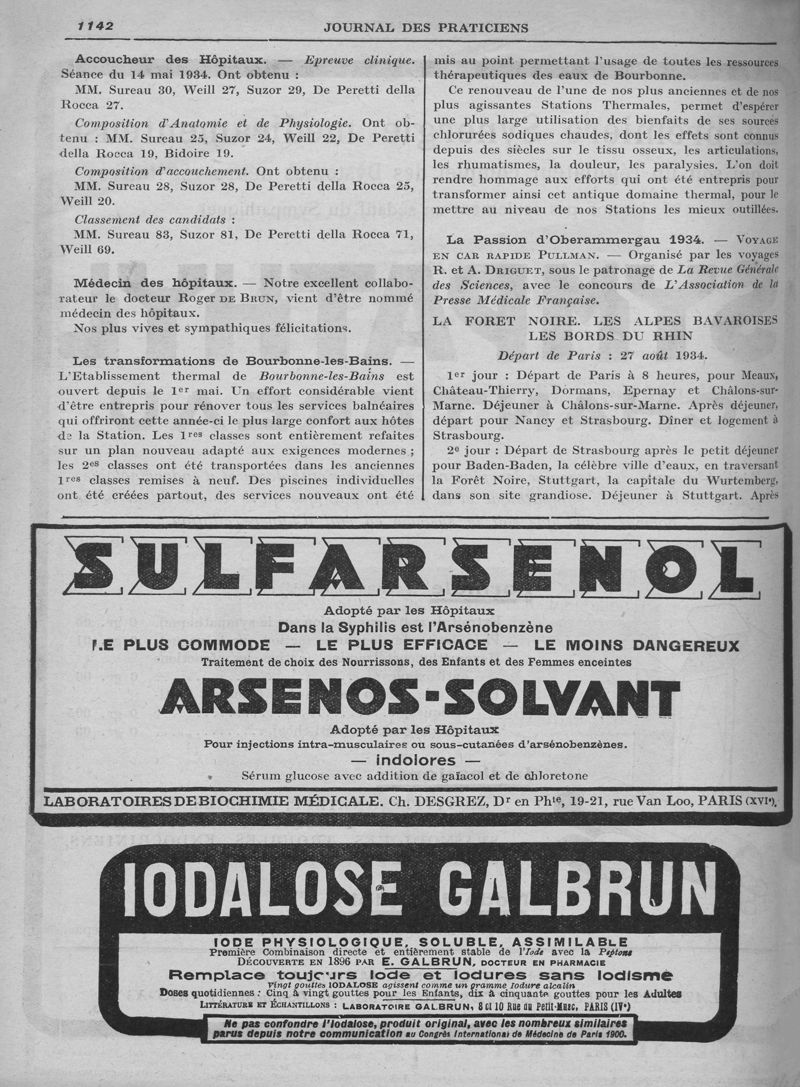 1142
JOURNAL DES PRATICIENS
Accoucheur des Hôpitaux. — Epreuve clinique.
Séance du 14 mai 1934. Ont obtenu :
MM. Sureau 30, Weill 27, Suzor 29, De Peretti della
Rocca 27.
Composition d'Anatomie et de Physiologie. Ont ob-
tenu : MM. Sureau 25, Suzor 24, Weill 22, De Peretti
della Rocca 19, Bidoire 19.
Composition d'accouchement. Ont obtenu :
MM. Sureau 28, Suzor 28, De Peretti della Rocca 25,
Weill 20.
Classement des candidats :
MM. Sureau 83, Suzor 81, De Peretti della Rocca 71,
Weill 69.
Médecin des hôpitaux. — Notre excellent collabo-
rateur le docteur Roger DE BRUN, vient d'être nommé
médecin des hôpitaux.
Nos plus vives et sympathiques félicitations.
Les transformations de Bourbonne-les-Bains. —
L'Etablissement thermal de Bourbonne-les-Bains est
ouvert depuis le 1er mai. Un effort considérable vient
d'être entrepris pour rénover tous les services balnéaires
qui offriront cette année-ci le plus large confort aux hôtes
de la Station. Les 1res classes sont entièrement refaites
sur un plan nouveau adapté aux exigences modernes ;
les 2es classes ont été transportées dans les anciennes
1res classes remises à neuf. Des piscines individuelles
ont été créées partout, des services nouveaux ont été
mis au point permettant l'usage de toutes les ressources
thérapeutiques des eaux de Bourbonne.
Ce renouveau de l'une de nos plus anciennes et de nos
plus agissantes Stations Thermales, permet d'espérer
une plus large utilisation des bienfaits de ses sources
chlorurées sodiques chaudes, dont les effets sont connus
depuis des siècles sur le tissu osseux, les articulations,
les rhumatismes, la douleur, les paralysies. L'on doit
rendre hommage aux efforts qui ont été entrepris pour
transformer ainsi cet antique domaine thermal, pour le
mettre au niveau de nos Stations les mieux outillées.
La Passion d'Oberammergau 1934. — VOYAGE
EN CAR RAPIDE PULLMAN. — Organisé par les voyages
R. et A. DRIGUET, sous le patronage de La Revue Générale
des Sciences, avec le concours de L'Association de la
Presse Médicale Française.
LA FORET NOIRE. LES ALPES BAVAROISES
LES BORDS DU RHIN
Départ de Paris : 27 août 1934.
1er jour : Départ de Paris à 8 heures, pour Meaux,
Château-Thierry, Dormans, Epernay et Châlons-sur-
Marne. Déjeuner à Châlons-sur-Marne. Après déjeuner,
départ pour Nancy et Strasbourg. Dîner et logement à
Strasbourg.
2e jour : Départ de Strasbourg après le petit déjeuner
pour Baden-Baden, la célèbre ville d'eaux, en traversant
la Forêt Noire, Stuttgart, la capitale du Wurtemberg,
dans son site grandiose. Déjeuner à Stuttgart. Après
SULFARSENOL
Adopté par les Hôpitaux
Dans la Syphilis est l'Arsénobenzène
LE PLUS COMMODE — LE PLUS EFFICACE — LE MOINS DANGEREUX
Traitement de choix des Nourrissons, des Enfants et des Femmes enceintes
ARSENOS-SOLVANT
Adopté par les Hôpitaux
Pour injections intra-musculaires ou sous-cutanées d'arsénobenzènes.
— indolores —
Sérum glucose avec addition de gaïacol et de chloretone
LABORATOIRES DE BIOCHIMIE MÉDICALE. Ch. DESGREZ, Dr en Phie, 19-21, rue Van Loo, PARIS (XVIe).
IODALOSE GALBRUN
IODE PHYSIOLOGIQUE, SOLUBLE, ASSIMILABLE
Première Combinaison directe et entièrement stable de l'Iode avec la Peptone
DÉCOUVERTE EN 1896 PAR E. GALBRUN, DOCTEUR EN PHARMACIE
Remplace toujours Iode et Iodures sans Iodisme
Vingt gouttes IODALOSE agissent comme un gramme Iodure alcalin
Doses quotidiennes : Cinq à vingt gouttes pour les Enfants, dix à cinquante gouttes pour les Adultes
LITTÉRATURE ET ÉCHANTILLONS : LABORATOIRE GALBRUN, 8 et 10 Rue du Petit-Musc, PARIS (IVe)
Ne pas confondre l'Iodalose, produit original, avec les nombreux similaires
parus depuis notre communication au Congrès International de Médecine de Paris 1900.